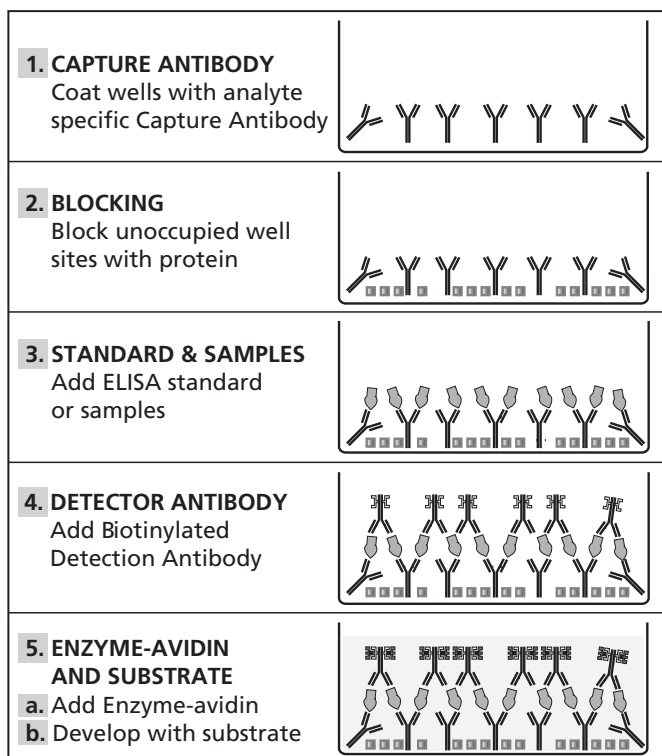 1. CAPTURE ANTIBODY
Coat wells with analyte
specific Capture Antibody
2. BLOCKING
Block unoccupied well
sites with protein
3. STANDARD & SAMPLES
Add ELISA standard
or samples
4. DETECTOR ANTIBODY
Add Biotinylated
Detection Antibody
5. ENZYME-AVIDIN
AND SUBSTRATE
a. Add Enzyme-avidin
b. Develop with substrate